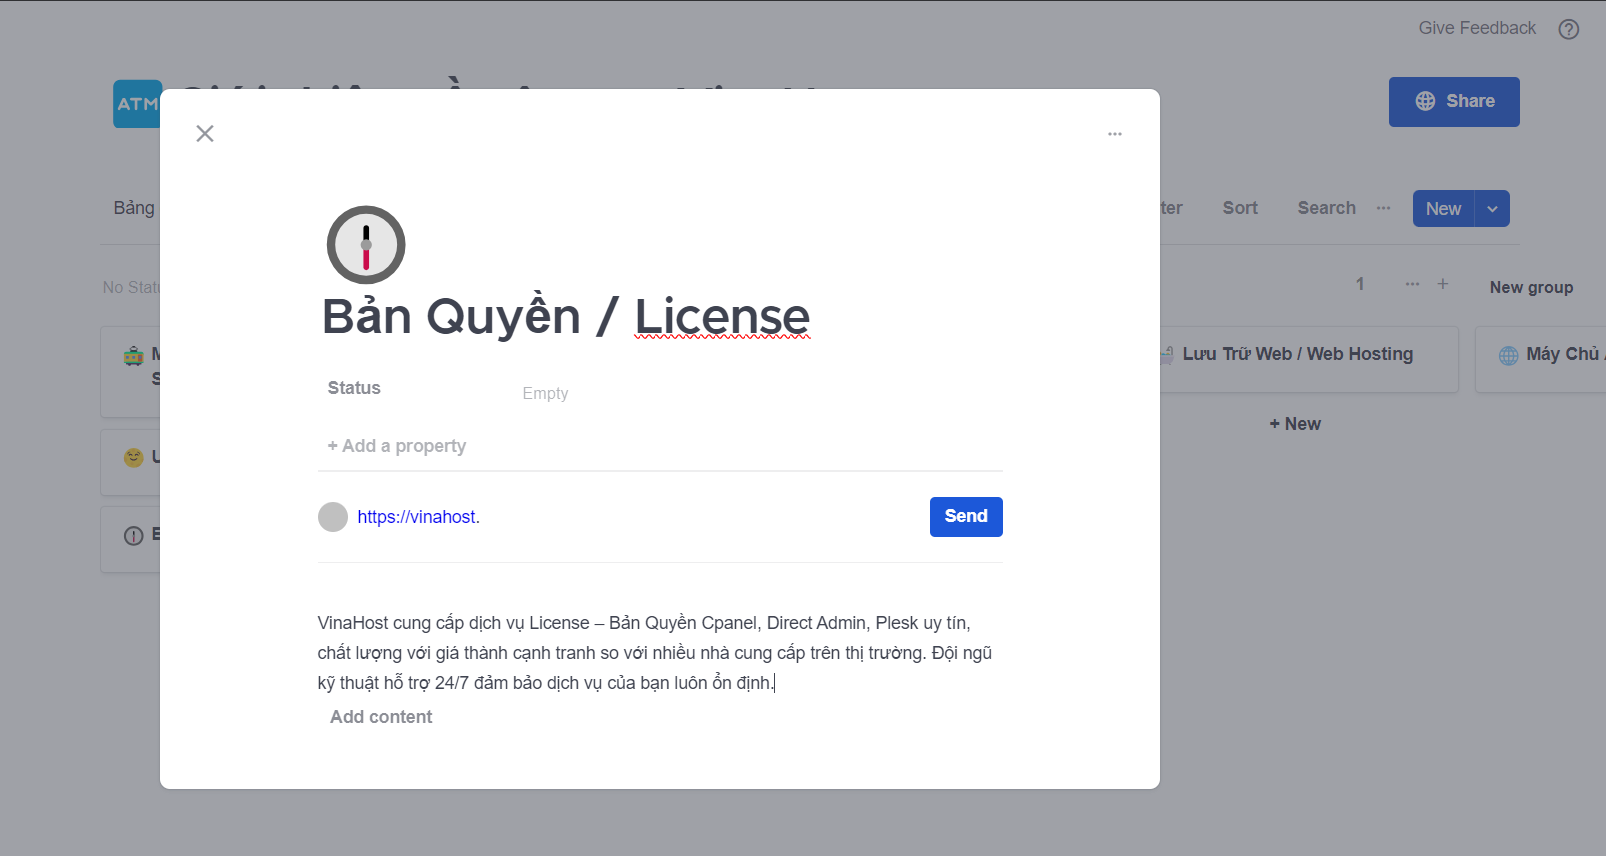 Give Feedback
ATM
Share
Bảng
Sort
Search
New
1
New group
Lưu Trữ Web / Web Hosting
Máy Chủ
+ New
Bản Quyền / License
Status
Empty
+ Add a property
https://vinahost.
Send
VinaHost cung cấp dịch vụ License – Bản Quyền Cpanel, Direct Admin, Plesk uy tín,
chất lượng với giá thành cạnh tranh so với nhiều nhà cung cấp trên thị trường. Đội ngũ
kỹ thuật hỗ trợ 24/7 đảm bảo dịch vụ của bạn luôn ổn định.
Add content